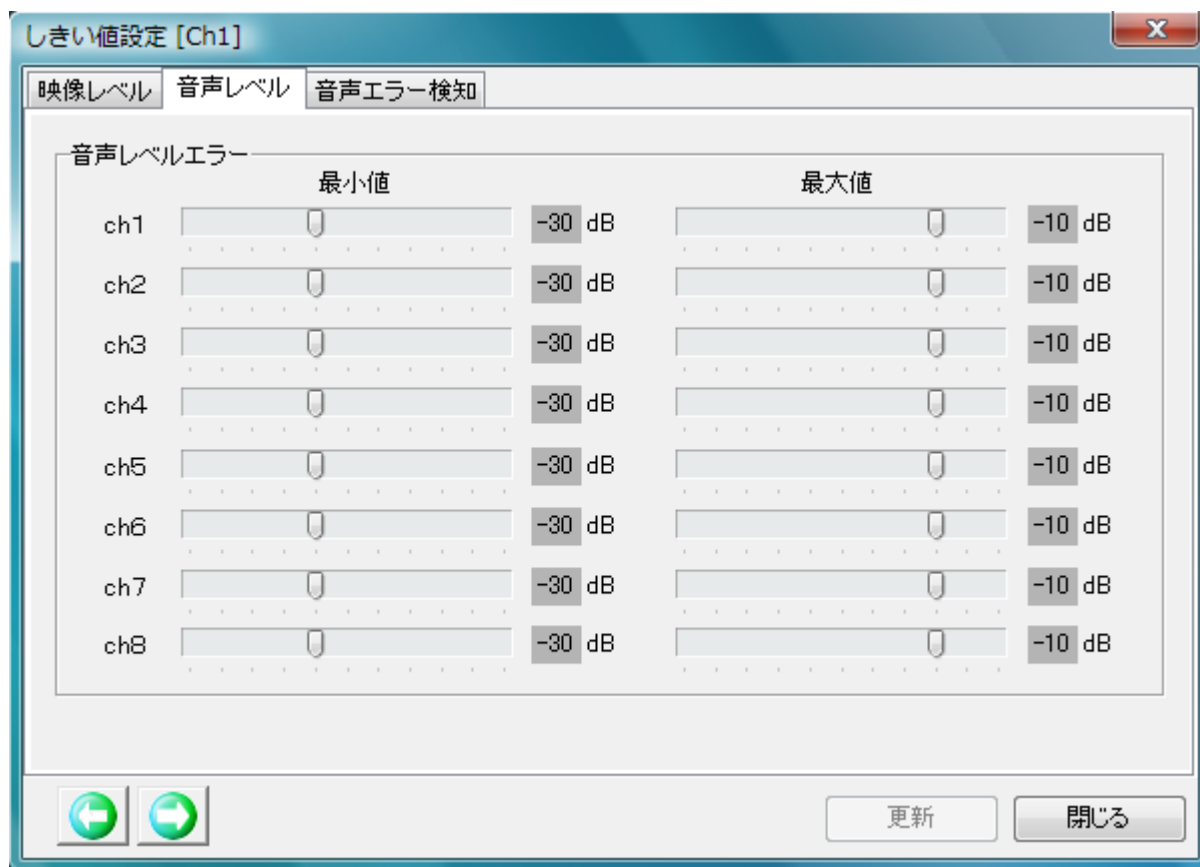 しきい値設定 [Ch1]
映像レベル 音声レベル 音声エラー検知
音声レベルエラー
最小値 最大値
ch1 -30 dB -10 dB
ch2 -30 dB -10 dB
ch3 -30 dB -10 dB
ch4 -30 dB -10 dB
ch5 -30 dB -10 dB
ch6 -30 dB -10 dB
ch7 -30 dB -10 dB
ch8 -30 dB -10 dB
更新 閉じる